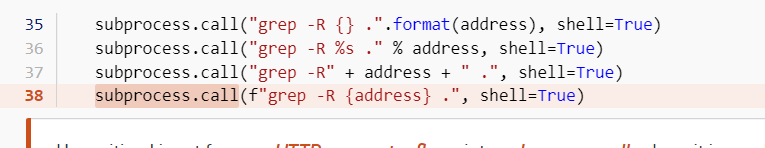 35 subprocess.call("grep -R {} .".format(address), shell=True)
36 subprocess.call("grep -R %s ." % address, shell=True)
37 subprocess.call("grep -R" + address + " .", shell=True)
38 subprocess.call(f"grep -R {address} .", shell=True)